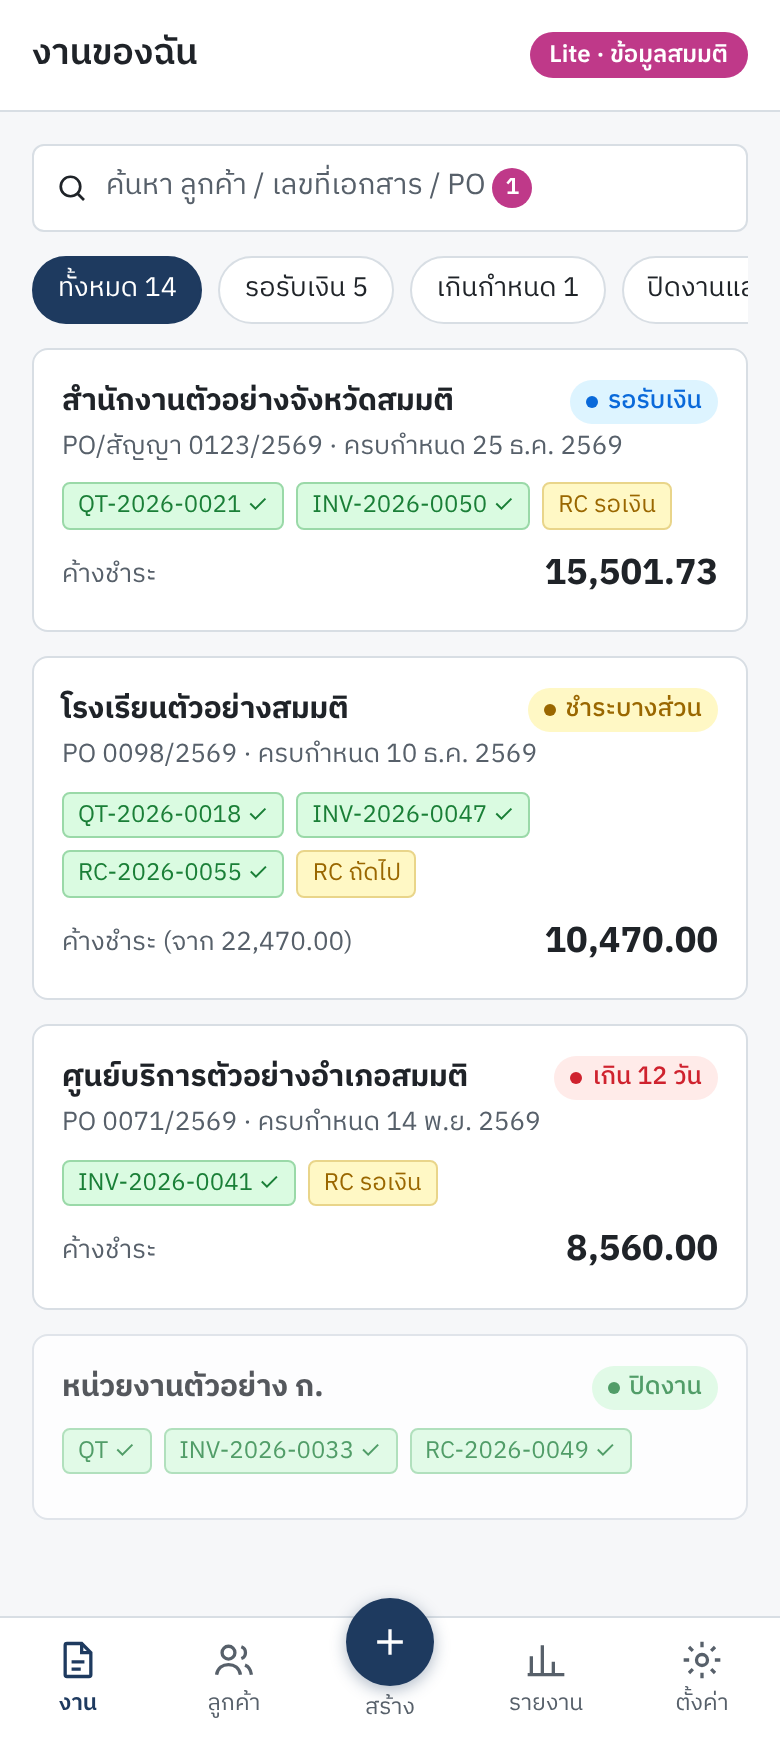 งานของฉัน
Lite · ข้อมูลสมมติ
ค้นหา ลูกค้า / เลขที่เอกสาร / PO 1
ทั้งหมด 14 รอรับเงิน 5 เกินกำหนด 1 ปิดงานแล
สำนักงานตัวอย่างจังหวัดสมมติ รอรับเงิน
PO/สัญญา 0123/2569 · ครบกำหนด 25 ธ.ค. 2569
QT-2026-0021 ✓ INV-2026-0050 ✓ RC รอเงิน
ค้างชำระ 15,501.73
โรงเรียนตัวอย่างสมมติ ชำระบางส่วน
PO 0098/2569 · ครบกำหนด 10 ธ.ค. 2569
QT-2026-0018 ✓ INV-2026-0047 ✓
RC-2026-0055 ✓ RC ถัดไป
ค้างชำระ (จาก 22,470.00) 10,470.00
ศูนย์บริการตัวอย่างอำเภอสมมติ เกิน 12 วัน
PO 0071/2569 · ครบกำหนด 14 พ.ย. 2569
INV-2026-0041 ✓ RC รอเงิน
ค้างชำระ 8,560.00
หน่วยงานตัวอย่าง ก. ปิดงาน
QT ✓ INV-2026-0033 ✓ RC-2026-0049 ✓
งาน ลูกค้า สร้าง รายงาน ตั้งค่า